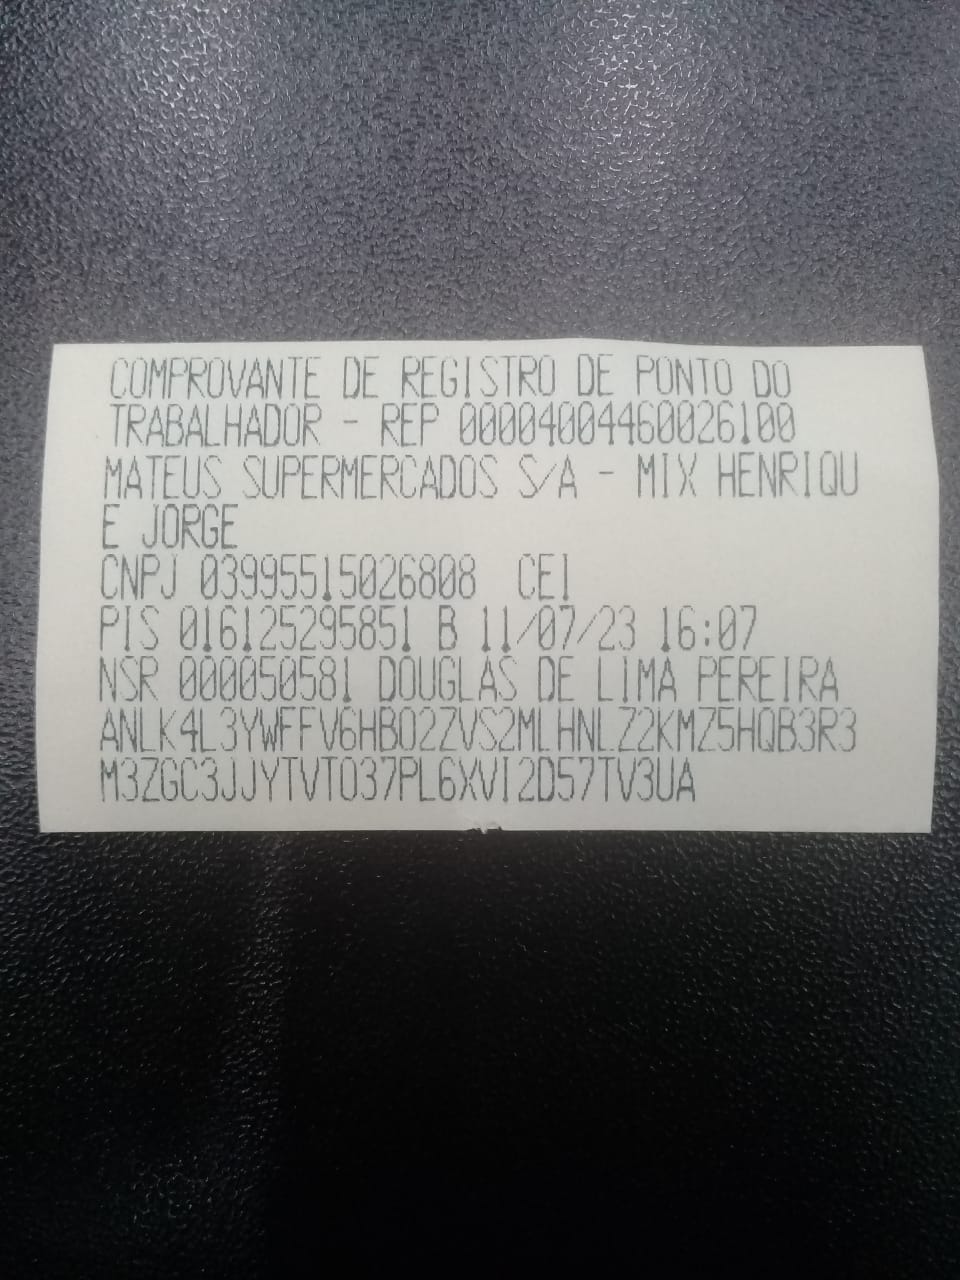 COMPROVANTE DE REGISTRO DE PONTO DO
TRABALHADOR - REP 00004004460026100
MATEUS SUPERMERCADOS S/A - MIX HENRIQU
E JORGE
CNPJ 03995515026808 CEI
PIS 016125295851 B 11/07/23 16:07
NSR 000050581 DOUGLAS DE LIMA PEREIRA
ANLK4L3YWFFV6HBO2ZVS2MLHNLZ2KMZ5HQB3R3
M3ZGC3JJYTVTO37PL6XVI2D57TV3UA